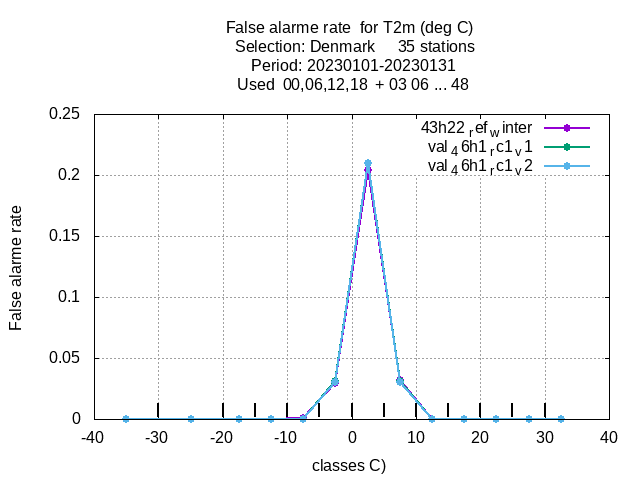 False alarme rate  for T2m (deg C)
Selection: Denmark     35 stations
Period: 20230101-20230131
Used  00,06,12,18  + 03 06 ... 48
43h22_ref_winter
val_46h1_rc1_v1
val_46h1_rc1_v2
False alarme rate
0.25
0.2
0.15
0.1
0.05
0
-40 -30 -20 -10 0 10 20 30 40
classes C)